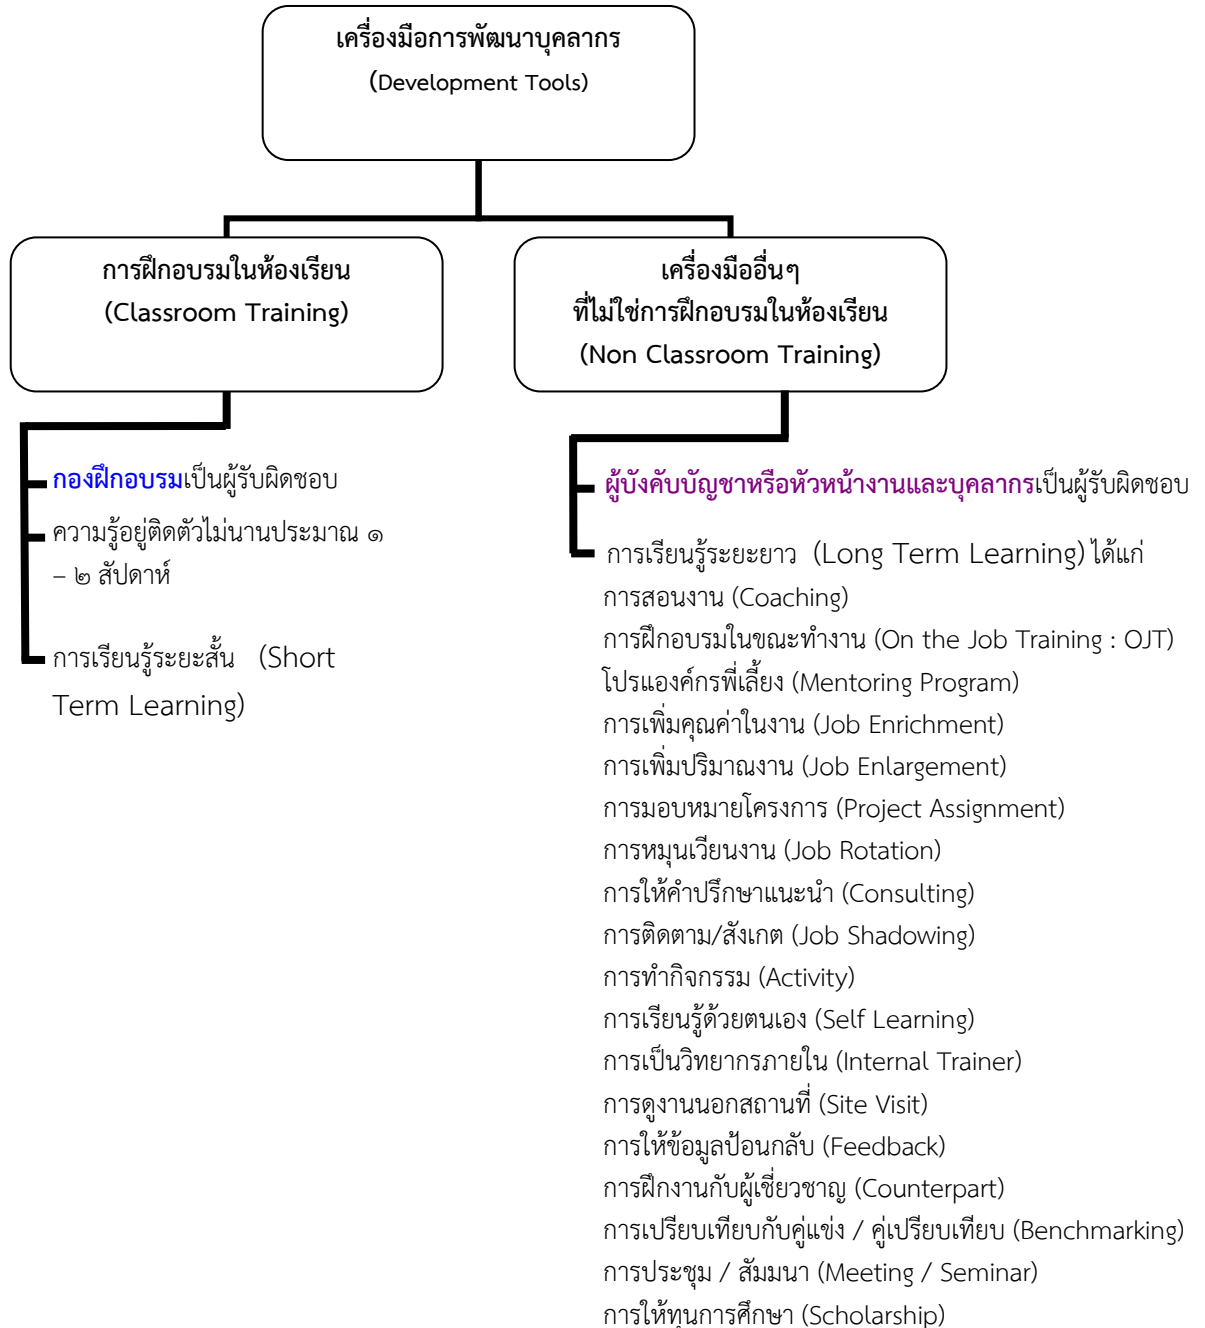 เครื่องมือการพัฒนาบุคลากร
(Development Tools)
การฝึกอบรมในห้องเรียน
(Classroom Training)
เครื่องมืออื่นๆ
ที่ไม่ใช่การฝึกอบรมในห้องเรียน
(Non Classroom Training)
กองฝึกอบรมเป็นผู้รับผิดชอบ
ความรู้อยู่ติดตัวไม่นานประมาณ ๑
– ๒ สัปดาห์
การเรียนรู้ระยะสั้น (Short
Term Learning)
ผู้บังคับบัญชาหรือหัวหน้างานและบุคลากรเป็นผู้รับผิดชอบ
การเรียนรู้ระยะยาว (Long Term Learning) ได้แก่
การสอนงาน (Coaching)
การฝึกอบรมในขณะทำงาน (On the Job Training : OJT)
โปรแองค์กรพี่เลี้ยง (Mentoring Program)
การเพิ่มคุณค่าในงาน (Job Enrichment)
การเพิ่มปริมาณงาน (Job Enlargement)
การมอบหมายโครงการ (Project Assignment)
การหมุนเวียนงาน (Job Rotation)
การให้คำปรึกษาแนะนำ (Consulting)
การติดตาม/สังเกต (Job Shadowing)
การทำกิจกรรม (Activity)
การเรียนรู้ด้วยตนเอง (Self Learning)
การเป็นวิทยากรภายใน (Internal Trainer)
การดูงานนอกสถานที่ (Site Visit)
การให้ข้อมูลป้อนกลับ (Feedback)
การฝึกงานกับผู้เชี่ยวชาญ (Counterpart)
การเปรียบเทียบกับคู่แข่ง / คู่เปรียบเทียบ (Benchmarking)
การประชุม / สัมมนา (Meeting / Seminar)
การให้ทุนการศึกษา (Scholarship)